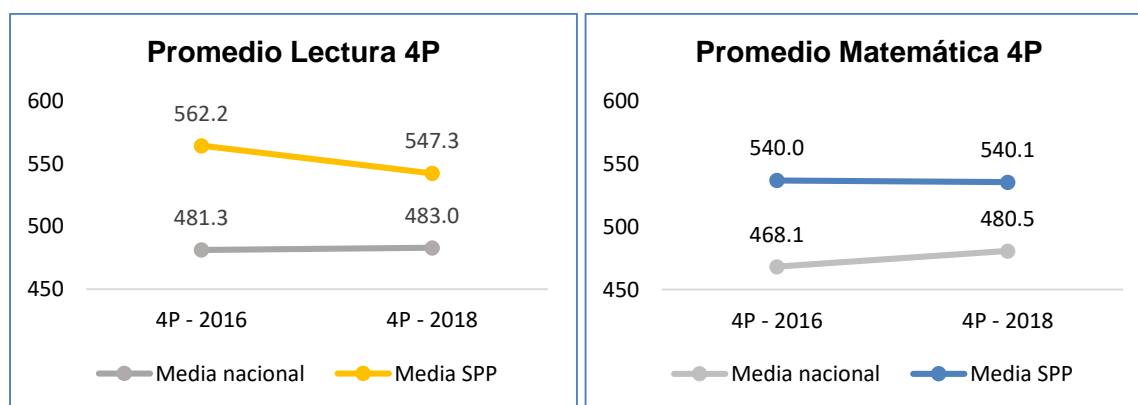 Promedio Lectura 4P
600
562.2
547.3
550
481.3
483.0
500
450
4P - 2016
4P - 2018
Media nacional
Media SPP
Promedio Matemática 4P
600
540.0
540.1
550
500
468.1
480.5
450
4P - 2016
4P - 2018
Media nacional
Media SPP